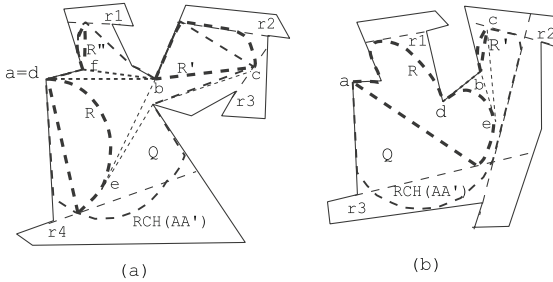 r1
r2
R"
R'
f
a=d
b
c
r3
R
Q
e
RCH(AA')
r4
(a)
c
r1
R'
r2
R
a
b
d
e
Q
RCH(AA')
r3
(b)